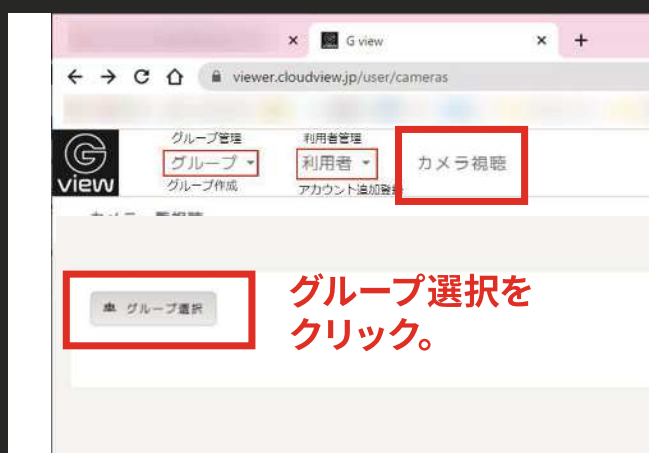 G view
viewer.cloudview.jp/user/cameras
グループ管理
利用者管理
G
view
グループ
利用者
カメラ視聴
グループ作成
アカウント追加登録
グループ選択
グループ選択を
クリック。